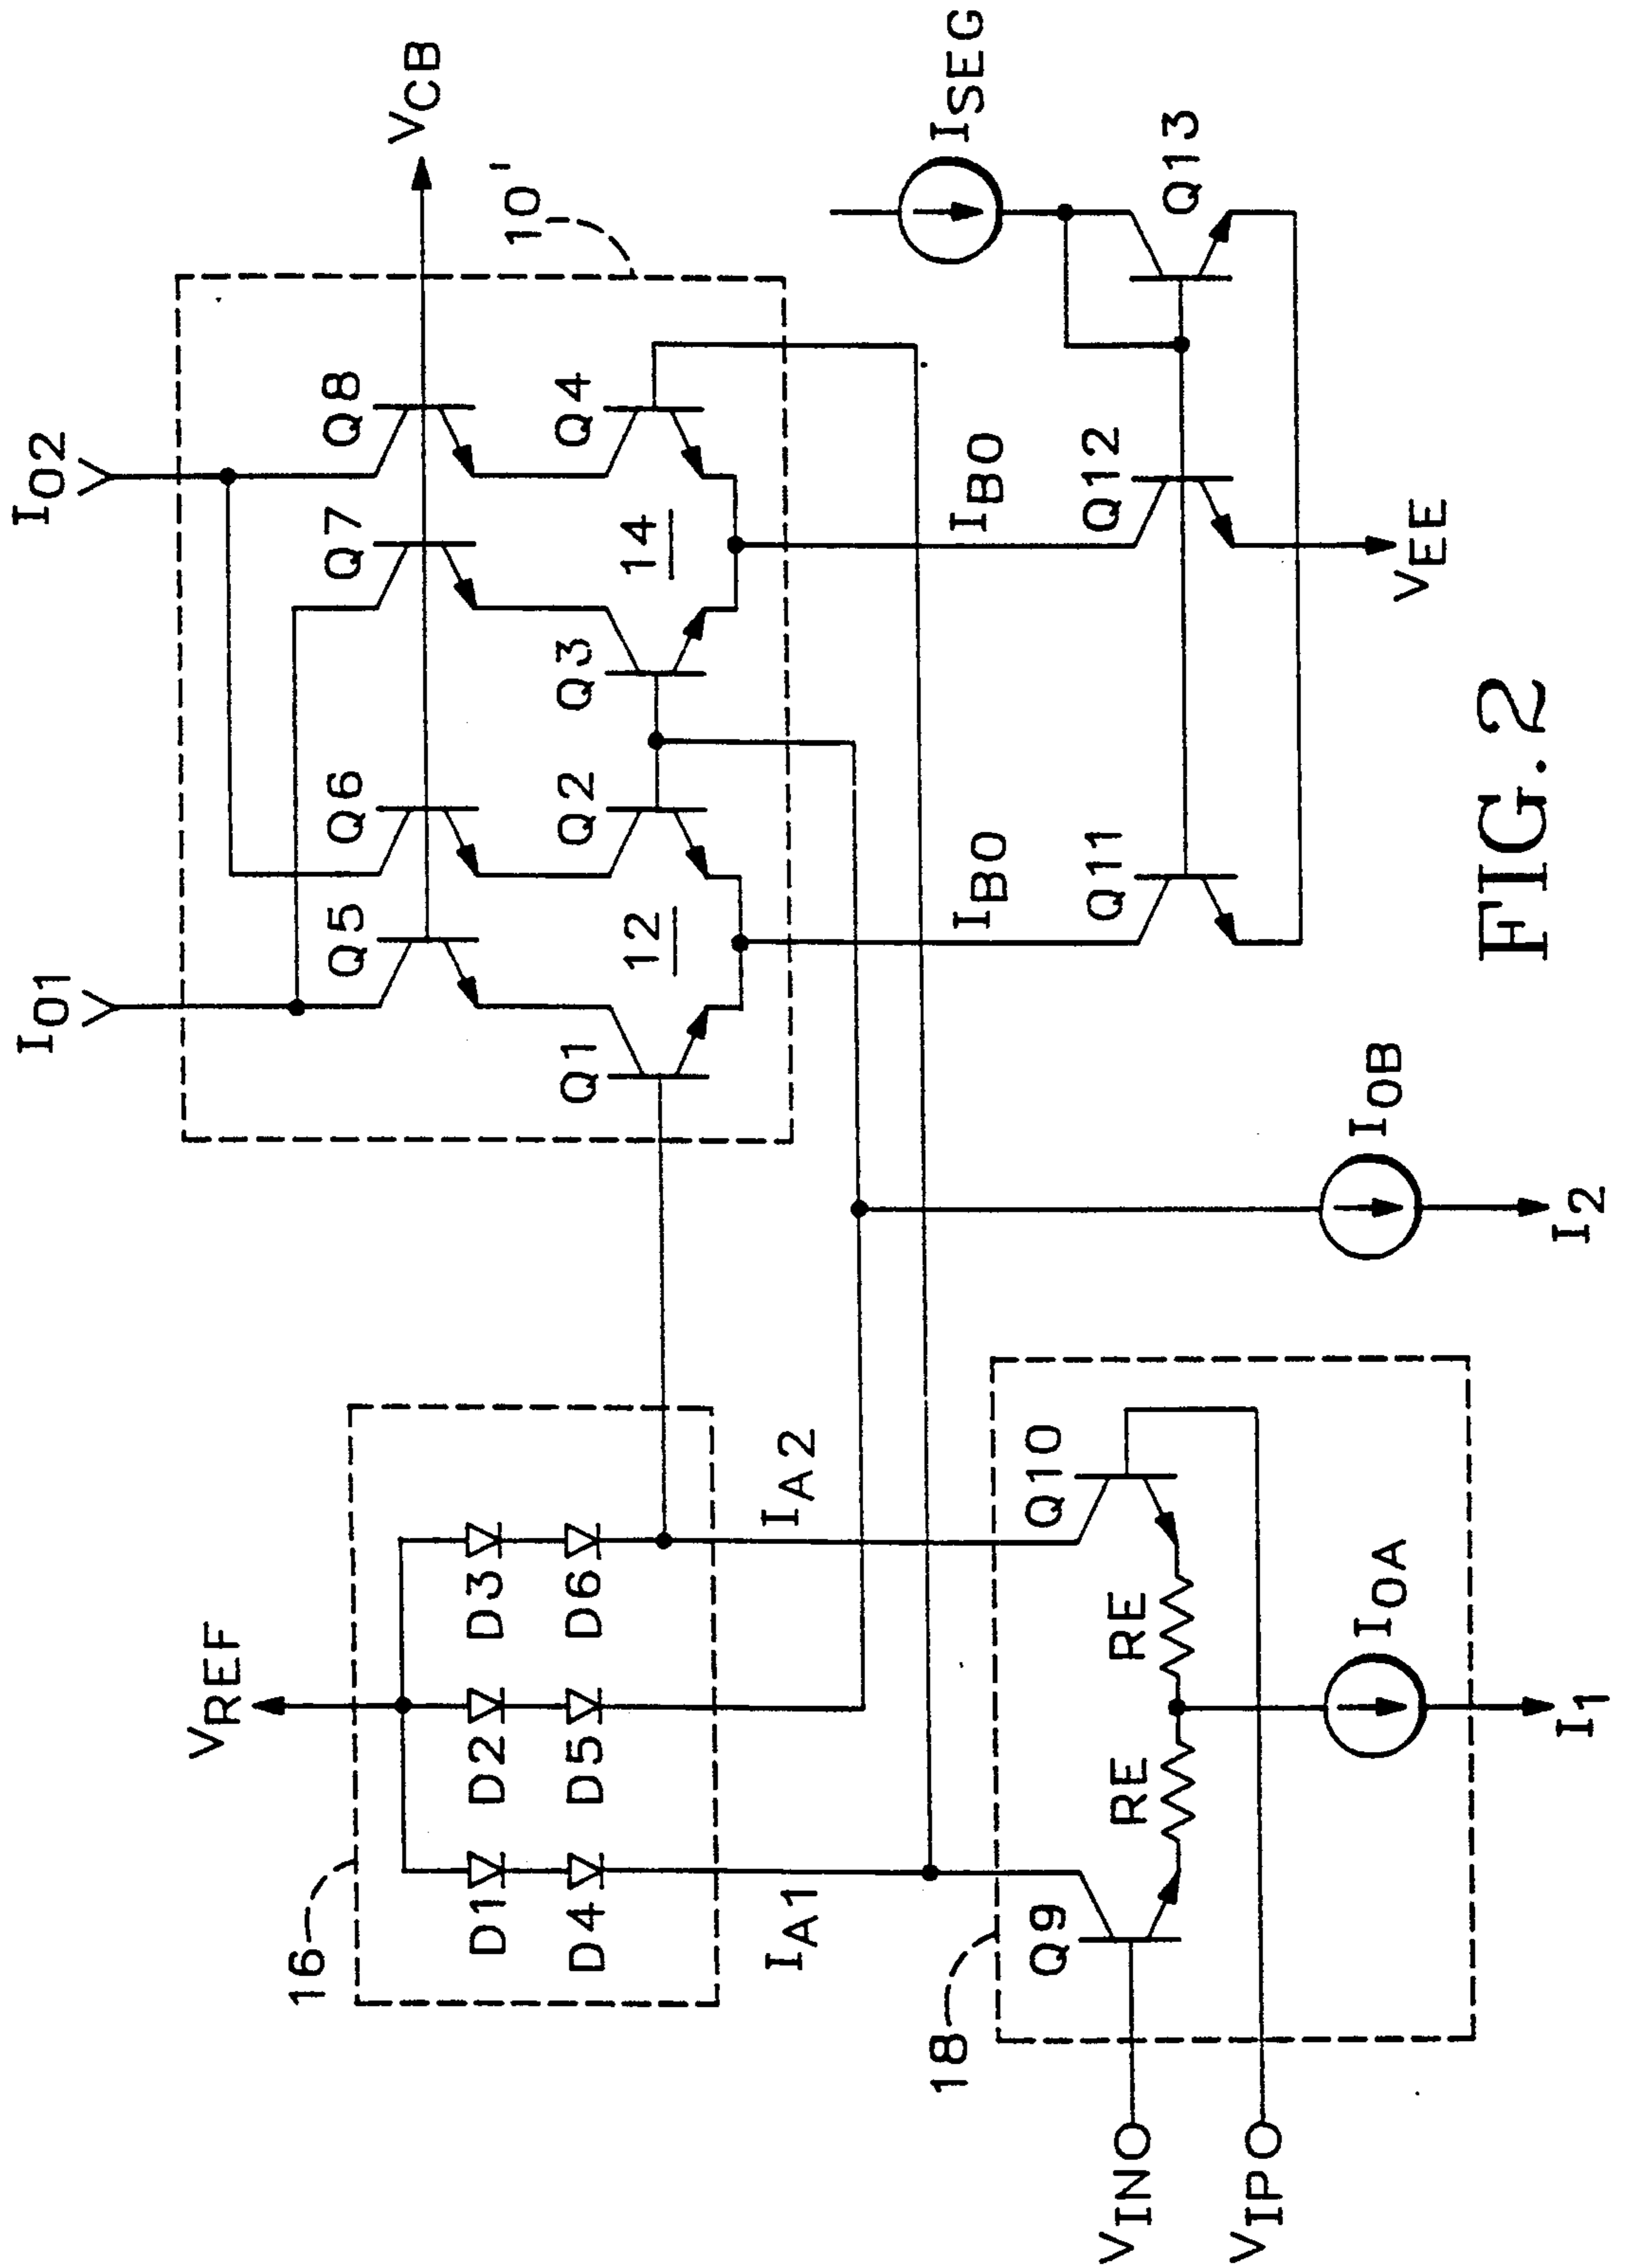 IO1
IO2
VCB
10'
Q5
Q6
Q7
Q8
Q1
Q2
Q3
Q4
12
14
VREF
16
D1
D2
D3
D4
D5
D6
IA1
IA2
IBO
IBO
ISEG
18
Q9
Q10
Q11
Q12
Q13
RE
RE
VINO
VIPO
IOA
IOB
I1
I2
VEE
FIG. 2